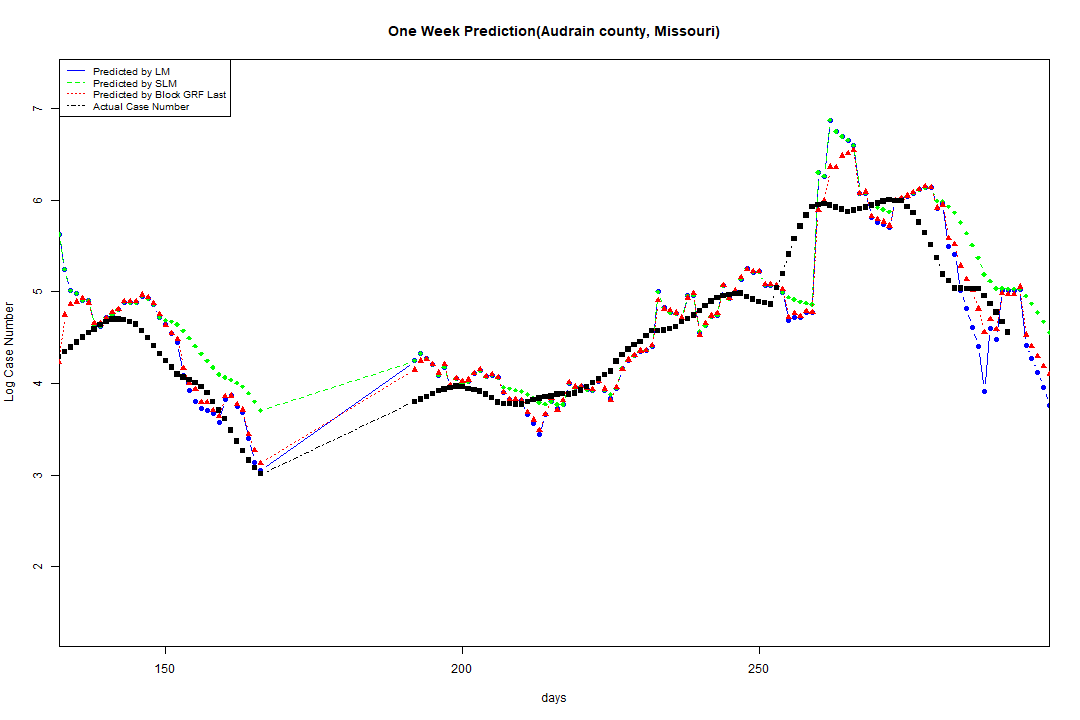 One Week Prediction(Audrain county, Missouri)
Predicted by LM
Predicted by SLM
Predicted by Block GRF Last
Actual Case Number
7
6
5
4
3
2
Log Case Number
150
200
250
days